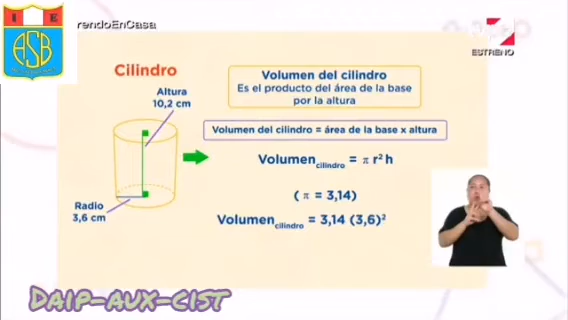 I E
ASB
rendoEnCasa
ESTRENO
Cilindro
Altura
10,2 cm
Radio
3,6 cm
Volumen del cilindro
Es el producto del área de la base
por la altura
Volumen del cilindro = área de la base x altura
Volumen cilindro = π r² h
( π = 3,14)
Volumen cilindro = 3,14 (3,6)²
DAIP-AUX-CIST